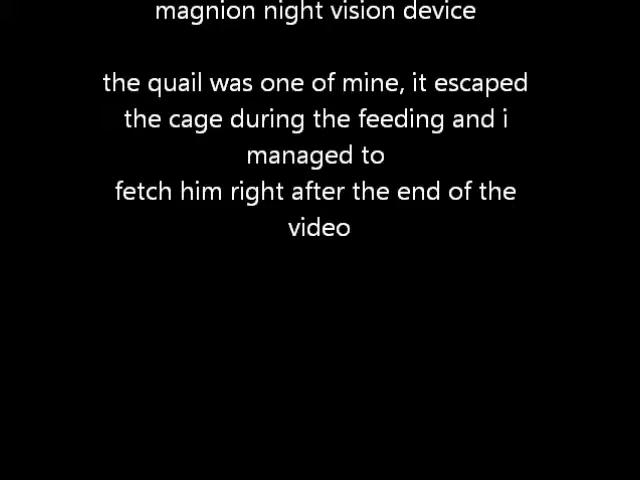 magnion night vision device
the quail was one of mine, it escaped
the cage during the feeding and i
managed to
fetch him right after the end of the
video